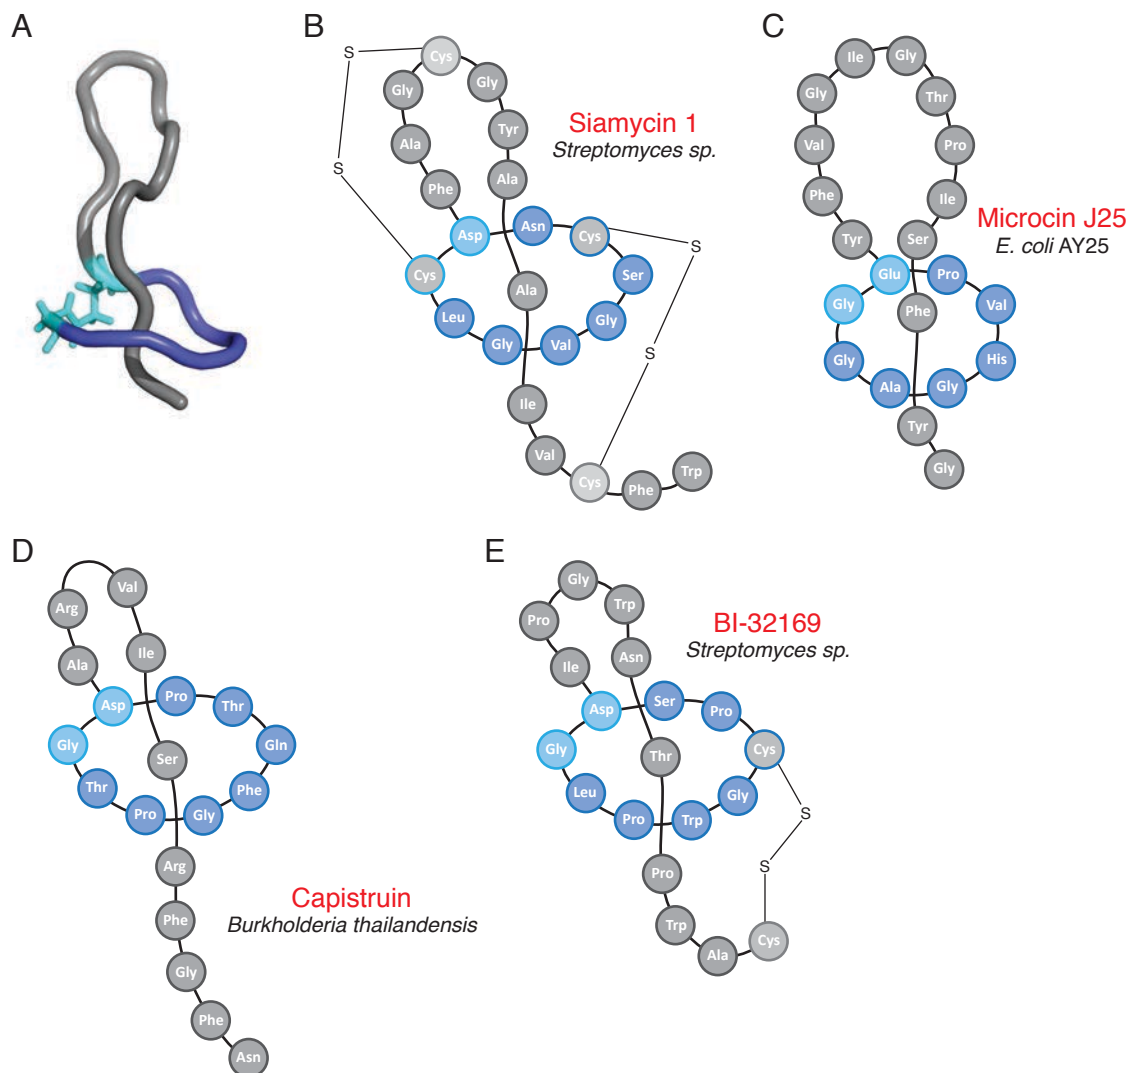 A
B
Cys
Gly
Gly
Tyr
Ala
Ala
Phe
Asp
Asn
Cys
Cys
Ser
Ala
Leu
Gly
Gly
Val
Ile
Val
Cys
Phe
Trp
S
S
S
S
Siamycin 1
Streptomyces sp.
C
Ile
Gly
Gly
Thr
Val
Pro
Phe
Ile
Tyr
Ser
Glu
Pro
Gly
Phe
Val
Gly
His
Ala
Gly
Tyr
Gly
Microcin J25
E. coli AY25
D
Val
Arg
Ala
Ile
Asp
Pro
Thr
Gly
Ser
Gln
Thr
Phe
Pro
Gly
Arg
Phe
Gly
Phe
Asn
Capistruin
Burkholderia thailandensis
E
Gly
Trp
Pro
Ile
Asn
Asp
Ser
Pro
Gly
Thr
Cys
Leu
Gly
Pro
Trp
Pro
Trp
Ala
Cys
S
S
BI-32169
Streptomyces sp.